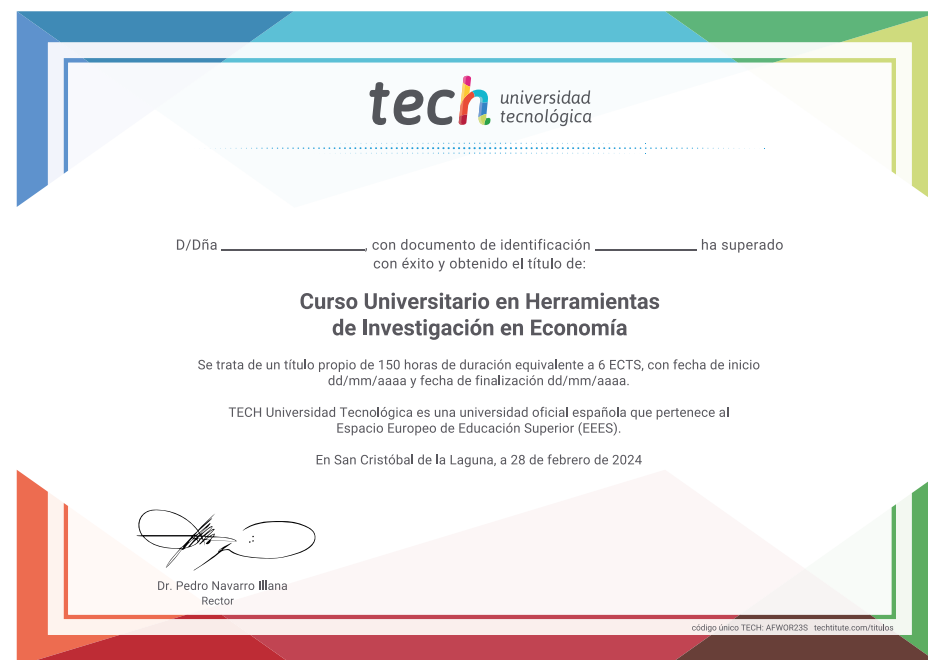 tech universidad
tecnológica
D/Dña ____________________, con documento de identificación ______________ ha superado
con éxito y obtenido el título de:
Curso Universitario en Herramientas
de Investigación en Economía
Se trata de un título propio de 150 horas de duración equivalente a 6 ECTS, con fecha de inicio
dd/mm/aaaa y fecha de finalización dd/mm/aaaa.
TECH Universidad Tecnológica es una universidad oficial española que pertenece al
Espacio Europeo de Educación Superior (EEES).
En San Cristóbal de la Laguna, a 28 de febrero de 2024
Dr. Pedro Navarro Illana
Rector
código único TECH: AFWOR23S techtitute.com/titulos